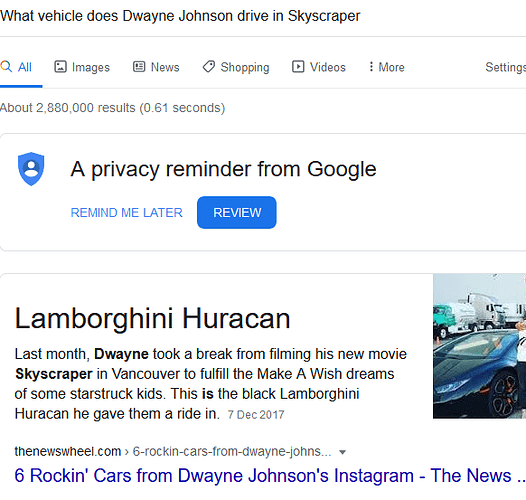 What vehicle does Dwayne Johnson drive in Skyscraper
All Images News Shopping Videos More Settings
About 2,880,000 results (0.61 seconds)
A privacy reminder from Google
REMIND ME LATER REVIEW
Lamborghini Huracan
Last month, Dwayne took a break from filming his new movie
Skyscraper in Vancouver to fulfill the Make A Wish dreams
of some starstruck kids. This is the black Lamborghini
Huracan he gave them a ride in. 7 Dec 2017
thenewswheel.com › 6-rockin-cars-from-dwayne-johns...
6 Rockin' Cars from Dwayne Johnson's Instagram - The News ..